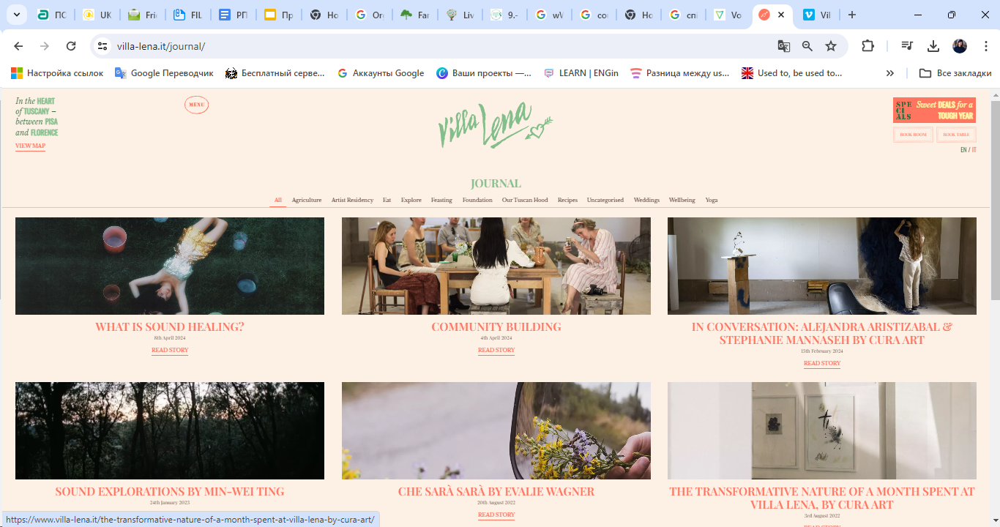 ПС
UK
Fri
FIL
РП
Пр
Но
Or
Far
Liv
9.-
wV
co
Но
cni
Vo
Vil
villa-lena.it/journal/
Настройка ссылок
Google Переводчик
Бесплатный серве...
Аккаунты Google
Ваши проекты —...
LEARN | ENGin
Разница между us...
Used to, be used to...
Все закладки
In the HEART
of TUSCANY –
between PISA
and FLORENCE
VIEW MAP
MENU
Villa Lena
SPECIALS
Sweet DEALS for a
TOUGH YEAR
BOOK ROOM
BOOK TABLE
EN / IT
JOURNAL
All Agriculture Artist Residency Eat Explore Feasting Foundation Our Tuscan Hood Recipes Uncategorised Weddings Wellbeing Yoga
WHAT IS SOUND HEALING?
8th April 2024
READ STORY
COMMUNITY BUILDING
4th April 2024
READ STORY
IN CONVERSATION: ALEJANDRA ARISTIZABAL &
STEPHANIE MANNASEH BY CURA ART
15th February 2024
READ STORY
SOUND EXPLORATIONS BY MIN-WEI TING
24th January 2023
CHE SARÀ SARÀ BY EVALIE WAGNER
20th August 2022
READ STORY
THE TRANSFORMATIVE NATURE OF A MONTH SPENT AT
VILLA LENA, BY CURA ART
3rd August 2022
https://www.villa-lena.it/the-transformative-nature-of-a-month-spent-at-villa-lena-by-cura-art/